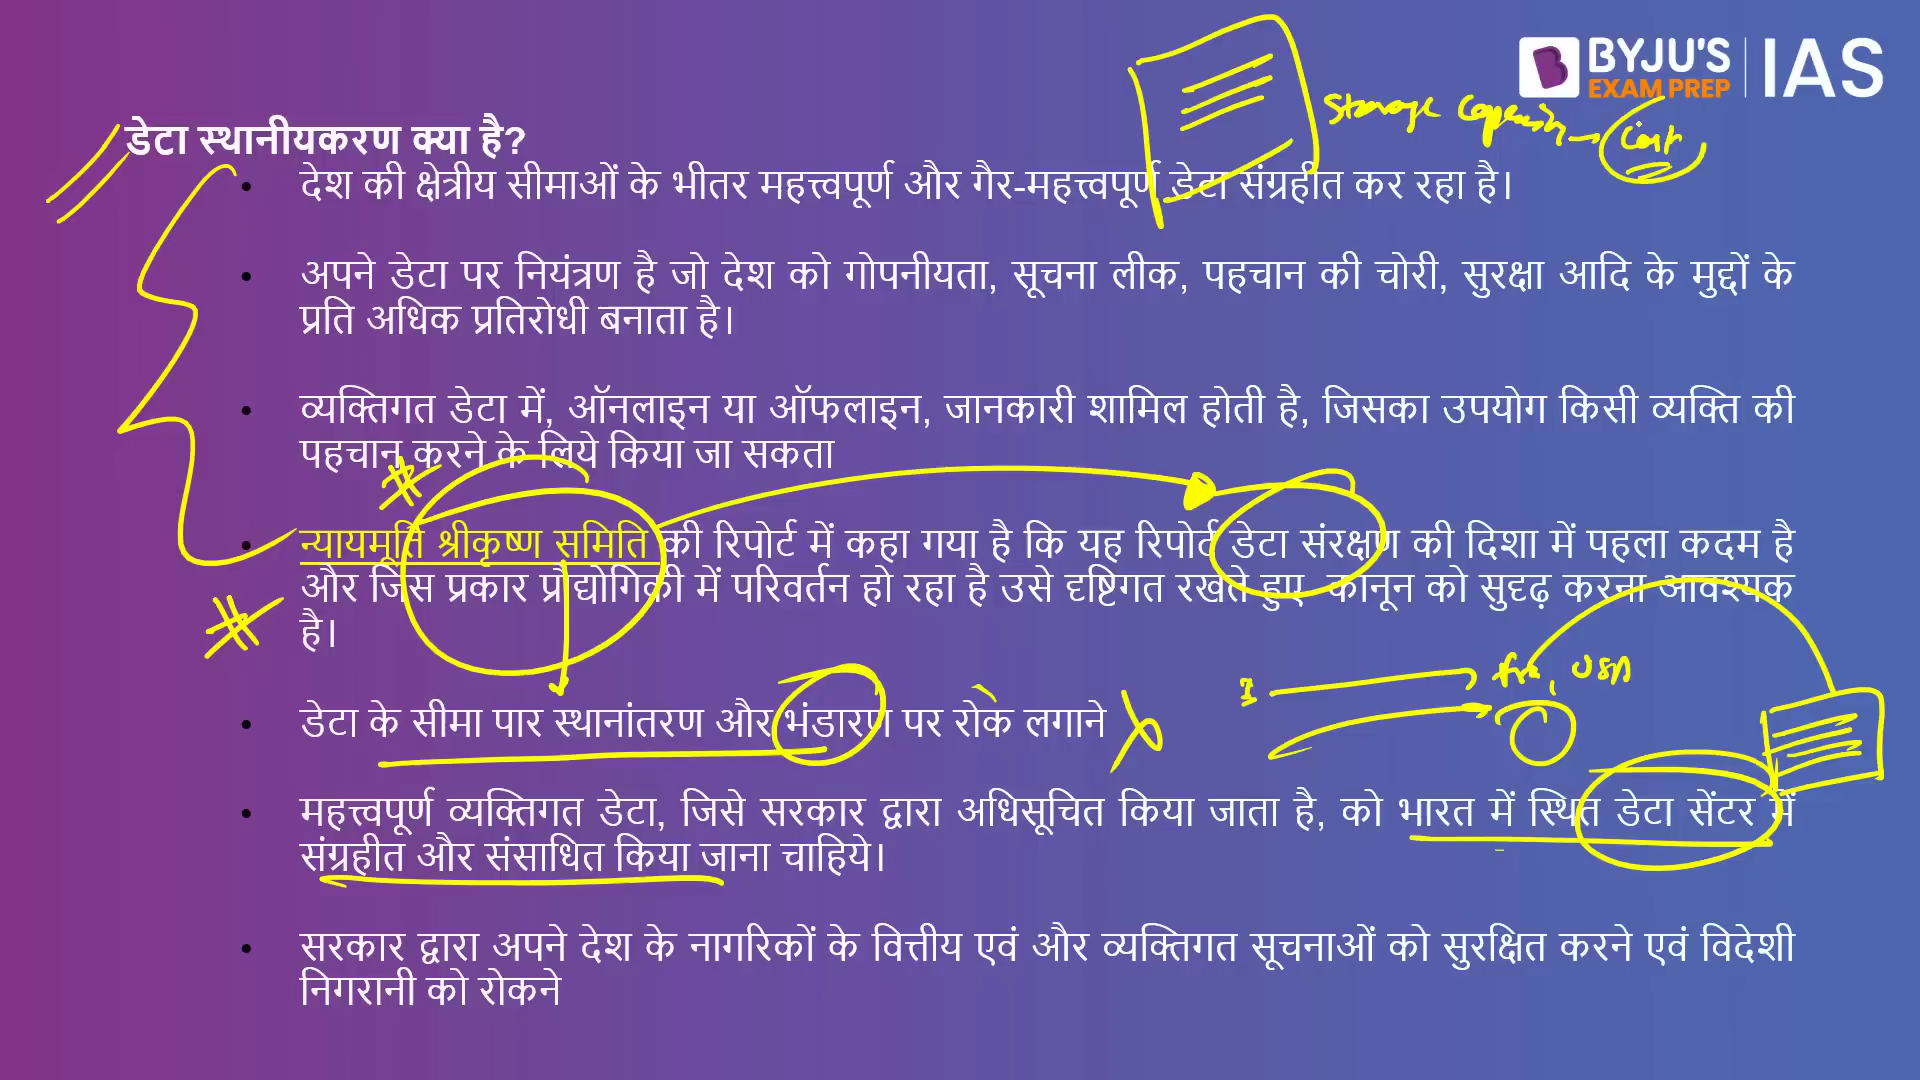 BYJU'S
EXAM PREP
IAS
Storage Capacity → Cost
डेटा स्थानीयकरण क्या है?
• देश की क्षेत्रीय सीमाओं के भीतर महत्त्वपूर्ण और गैर-महत्त्वपूर्ण डेटा संग्रहीत कर रहा है।
• अपने डेटा पर नियंत्रण है जो देश को गोपनीयता, सूचना लीक, पहचान की चोरी, सुरक्षा आदि के मुद्दों के
प्रति अधिक प्रतिरोधी बनाता है।
• व्यक्तिगत डेटा में, ऑनलाइन या ऑफलाइन, जानकारी शामिल होती है, जिसका उपयोग किसी व्यक्ति की
पहचान करने के लिये किया जा सकता
• न्यायमूर्ति श्रीकृष्ण समिति की रिपोर्ट में कहा गया है कि यह रिपोर्ट डेटा संरक्षण की दिशा में पहला कदम है
और जिस प्रकार प्रौद्योगिकी में परिवर्तन हो रहा है उसे दृष्टिगत रखते हुए कानून को सुदृढ़ करना आवश्यक
है।
I USA
• डेटा के सीमा पार स्थानांतरण और भंडारण पर रोक लगाने
• महत्त्वपूर्ण व्यक्तिगत डेटा, जिसे सरकार द्वारा अधिसूचित किया जाता है, को भारत में स्थित डेटा सेंटर में
संग्रहीत और संसाधित किया जाना चाहिये।
• सरकार द्वारा अपने देश के नागरिकों के वित्तीय एवं और व्यक्तिगत सूचनाओं को सुरक्षित करने एवं विदेशी
निगरानी को रोकने